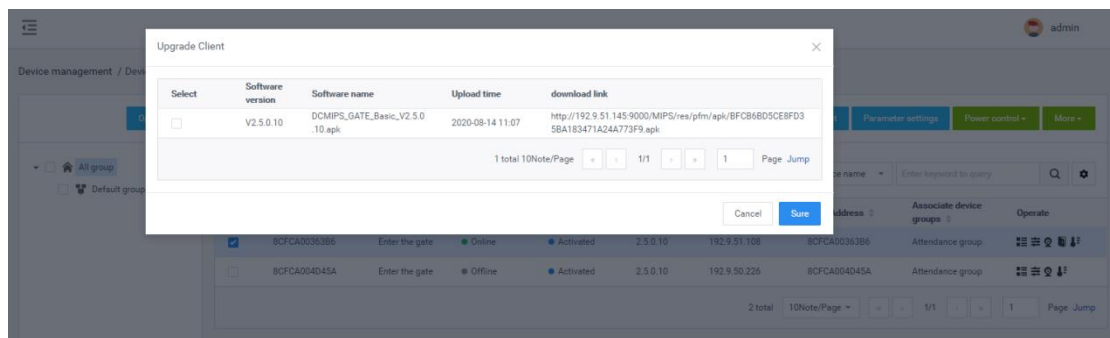 admin
Device management / Devi
Upgrade Client
Select Software version Software name Upload time download link
V2.5.0.10 DCMIPS_GATE_Basic_V2.5.0 .10.apk 2020-08-14 11:07 http://192.9.51.145:9000/MIPS/res/pfm/apk/BFCB6BD5CE8FD3
5BA183471A24A773F9.apk
1 total 10Note/Page « ‹ 1/1 › » 1 Page Jump
Cancel Sure
Parameter settings Power control More
All group
Default group
ce name Enter keyword to query
Address Associate device groups Operate
8CFCA00363B6 Enter the gate Online Activated 2.5.0.10 192.9.51.108 8CFCA00363B6 Attendance group
8CFCA004D45A Enter the gate Offline Activated 2.5.0.10 192.9.50.226 8CFCA004D45A Attendance group
2 total 10Note/Page « ‹ 1/1 › » 1 Page Jump